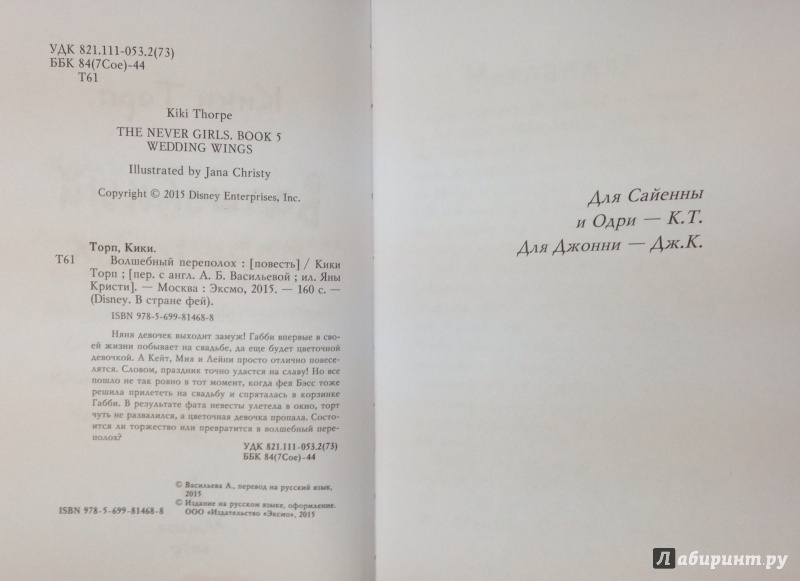 УДК 821.111-053.2(73)
ББК 84(7Сое)-44
Т61
Kiki Thorpe
THE NEVER GIRLS. BOOK 5
WEDDING WINGS
Illustrated by Jana Christy
Copyright © 2015 Disney Enterprises, Inc.
Торп, Кики.
Т61 Волшебный переполох : [повесть] / Кики
Торп ; [пер. с англ. А. Б. Васильевой ; ил. Яны
Кристи]. — Москва : Эксмо, 2015. — 160 с. —
(Disney. В стране фей).
ISBN 978-5-699-81468-8
Няня девочек выходит замуж! Габби впервые в сво-
ей жизни побывает на свадьбе, да еще будет цветочной
девочкой. А Кейт, Мия и Лейни просто отлично повесе-
лятся. Словом, праздник точно удастся на славу! Но все
пошло не так ровно в тот момент, когда фея Бэсс тоже
решила прилететь на свадьбу и спряталась в корзинке
Габби. В результате фата невесты улетела в окно, торт
чуть не развалился, а цветочная девочка пропала. Состо-
ится ли торжество или превратится в волшебный пере-
полох?
УДК 821.111-053.2(73)
ББК 84(7Сое)-44
© Васильева А., перевод на русский язык,
2015
© Издание на русском языке, оформление.
ООО «Издательство «Эксмо», 2015
ISBN 978-5-699-81468-8
Для Сайенны
и Одри — К.Т.
Для Джонни — Дж.К.
Лабиринт.ру